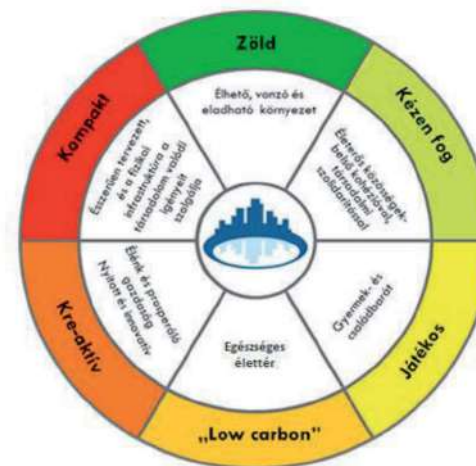 Zöld
Élhető, vonzó és
eladható környezet
Kézen fog
Életerős közösségek-
belső kohézióval,
társadalmi
szolidaritással
Játékos
Gyermek- és
családbarát
„Low carbon"
Egészséges
élettér
Kre-aktív
Élénk és prosperáló
gazdaság
Nyitott és innovatív
Kompakt
Ésszerűen tervezett,
és a fizikai
infrastruktúra a
társadalom valódi
igényeit
szolgálja